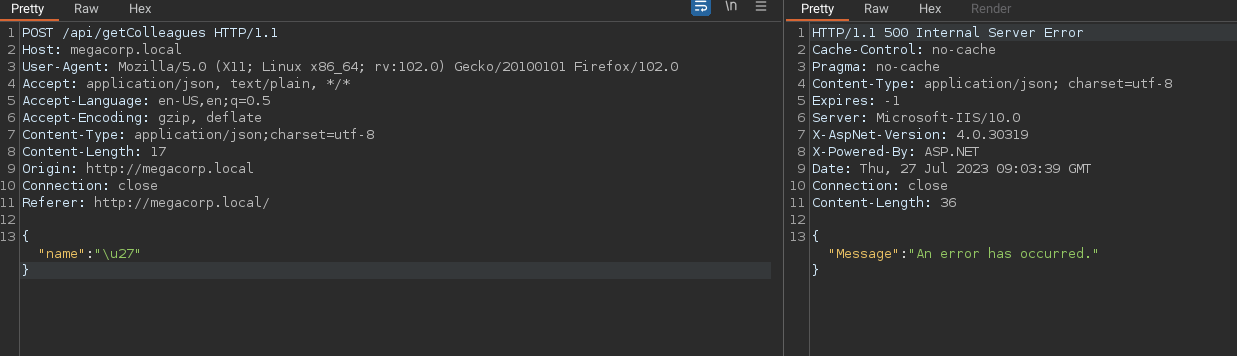 Pretty Raw Hex \n
1 POST /api/getColleagues HTTP/1.1
2 Host: megacorp.local
3 User-Agent: Mozilla/5.0 (X11; Linux x86_64; rv:102.0) Gecko/20100101 Firefox/102.0
4 Accept: application/json, text/plain, */*
5 Accept-Language: en-US,en;q=0.5
6 Accept-Encoding: gzip, deflate
7 Content-Type: application/json;charset=utf-8
8 Content-Length: 17
9 Origin: http://megacorp.local
10 Connection: close
11 Referer: http://megacorp.local/
12
13 {
"name":"\u27"
}
Pretty Raw Hex Render
1 HTTP/1.1 500 Internal Server Error
2 Cache-Control: no-cache
3 Pragma: no-cache
4 Content-Type: application/json; charset=utf-8
5 Expires: -1
6 Server: Microsoft-IIS/10.0
7 X-AspNet-Version: 4.0.30319
8 X-Powered-By: ASP.NET
9 Date: Thu, 27 Jul 2023 09:03:39 GMT
10 Connection: close
11 Content-Length: 36
12
13 {
"Message":"An error has occurred."
}